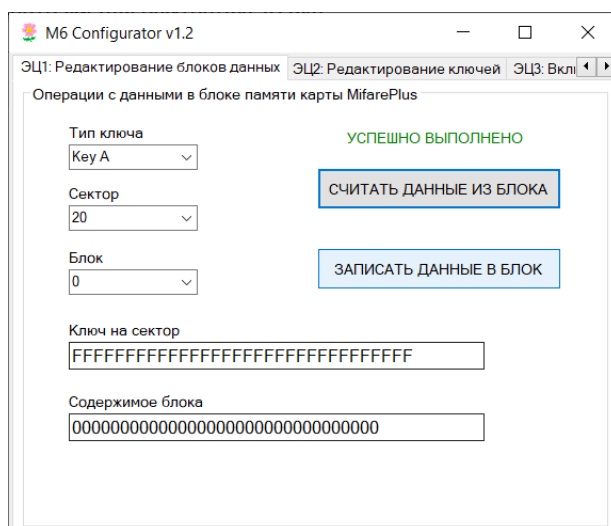 M6 Configurator v1.2
ЭЦ1: Редактирование блоков данных ЭЦ2: Редактирование ключей ЭЦ3: Вклю
Операции с данными в блоке памяти карты MifarePlus
Тип ключа
УСПЕШНО ВЫПОЛНЕНО
Key A
СЧИТАТЬ ДАННЫЕ ИЗ БЛОКА
Сектор
20
Блок
ЗАПИСАТЬ ДАННЫЕ В БЛОК
0
Ключ на сектор
FFFFFFFFFFFFFFFFFFFFFFFFFFFFFFFF
Содержимое блока
00000000000000000000000000000000